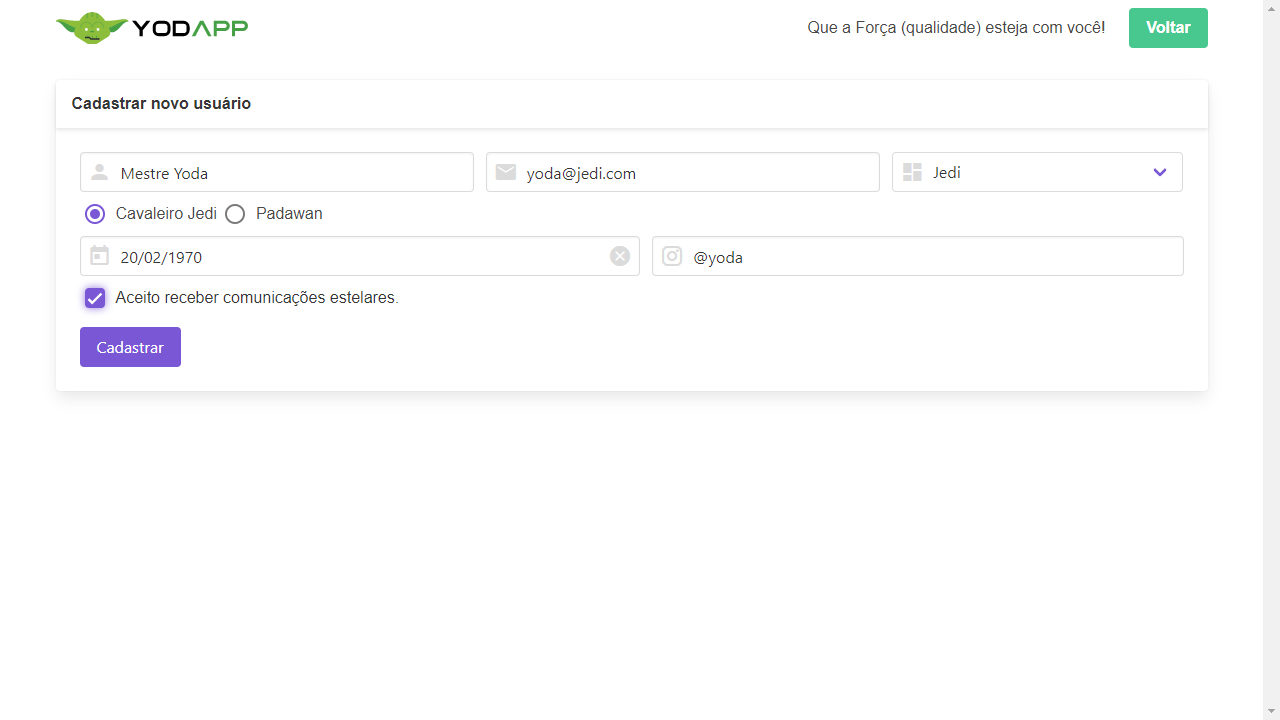 YODAPP
Que a Força (qualidade) esteja com você!
Voltar
Cadastrar novo usuário
Mestre Yoda
yoda@jedi.com
Jedi
Cavaleiro Jedi
Padawan
20/02/1970
@yoda
Aceito receber comunicações estelares.
Cadastrar